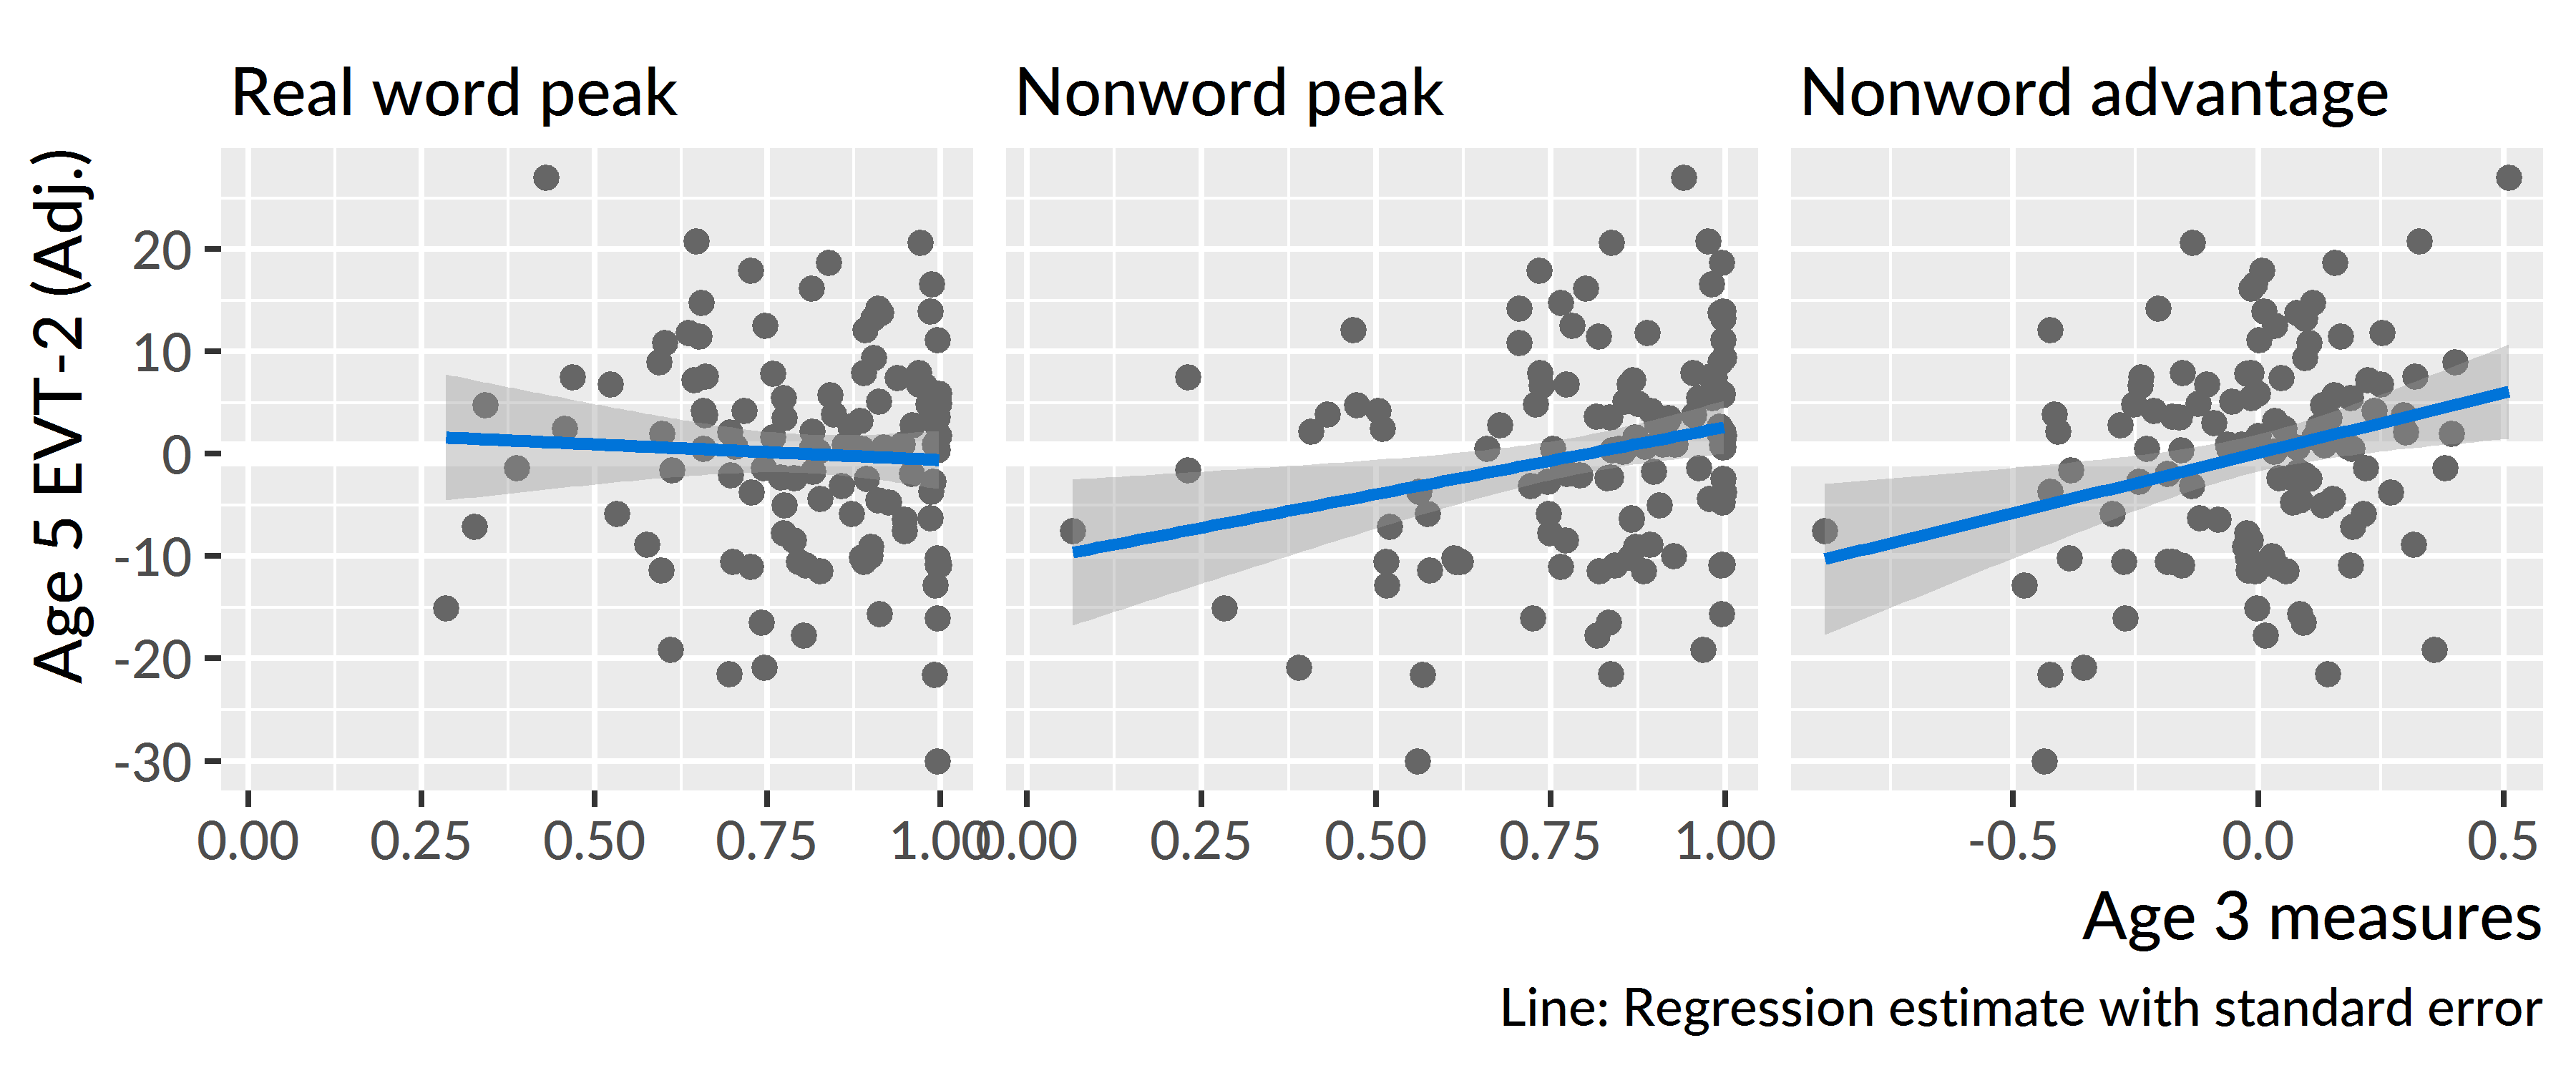 Real word peak
Nonword peak
Nonword advantage
Age 5 EVT-2 (Adj.)
20
10
0
-10
-20
-30
0.00 0.25 0.50 0.75 1.00
0.00 0.25 0.50 0.75 1.00
-0.5 0.0 0.5
Age 3 measures
Line: Regression estimate with standard error